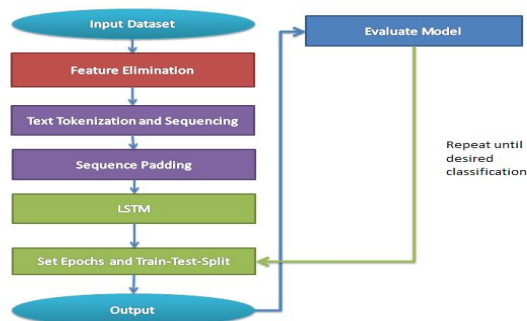 Input Dataset
Feature Elimination
Text Tokenization and Sequencing
Sequence Padding
LSTM
Set Epochs and Train-Test-Split
Output
Evaluate Model
Repeat until
desired
classification